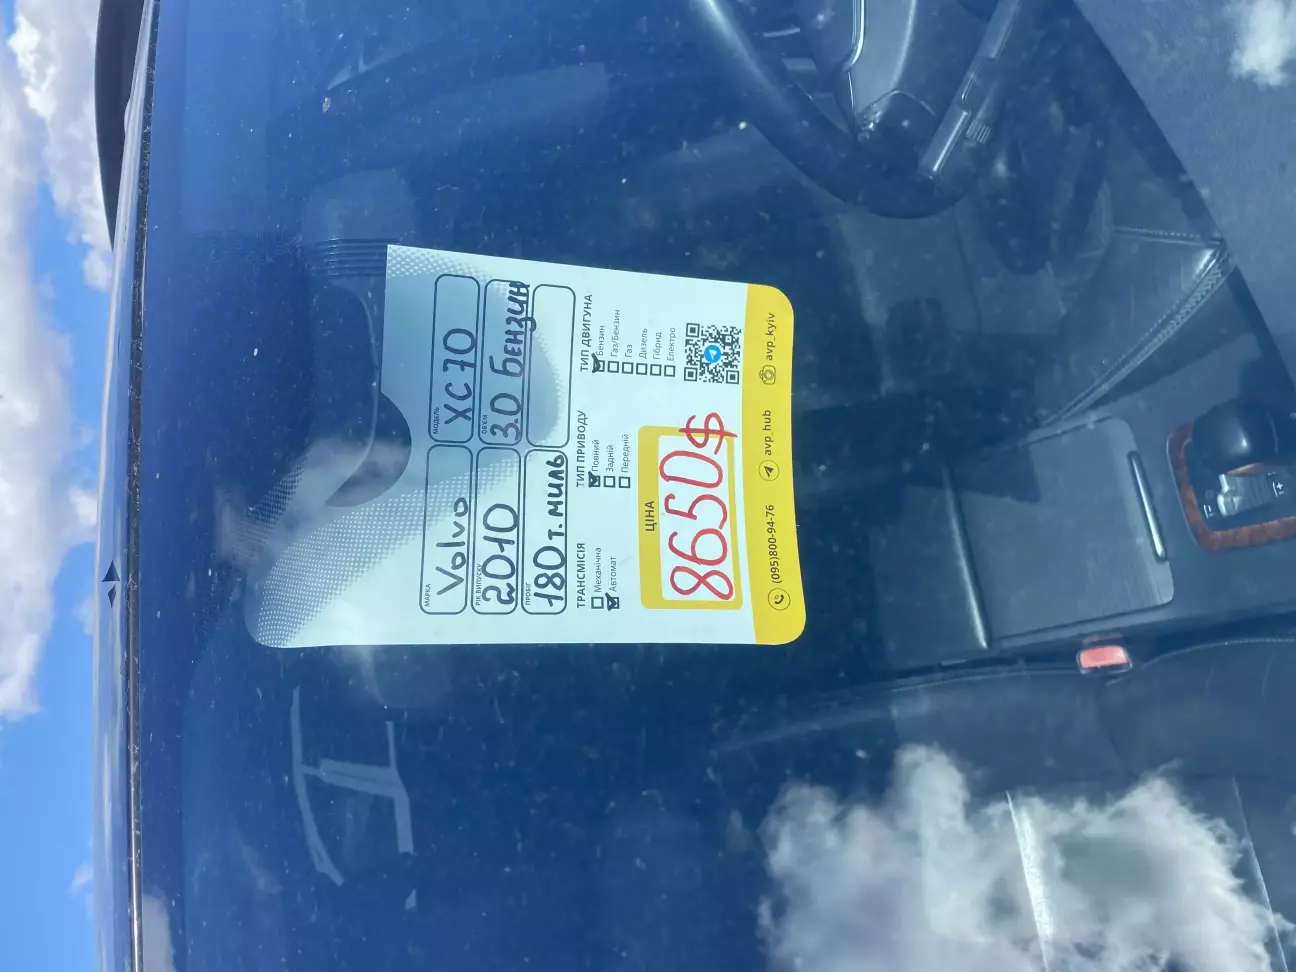 МАРКА
Volvo
МОДЕЛЬ
XC70
РІК ВИПУСКУ
2010
ОБ'ЄМ
3.0 бензин
ПРОБІГ
180 т. миль
ТРАНСМІСІЯ
Механічна
Автомат
ТИП ПРИВОДУ
Повний
Задній
Передній
ТИП ДВИГУНА
Бензин
Газ/Бензин
Газ
Дизель
Гібрид
Електро
ЦІНА
8650$
(095)800-94-76
avp_hub
avp_kyiv